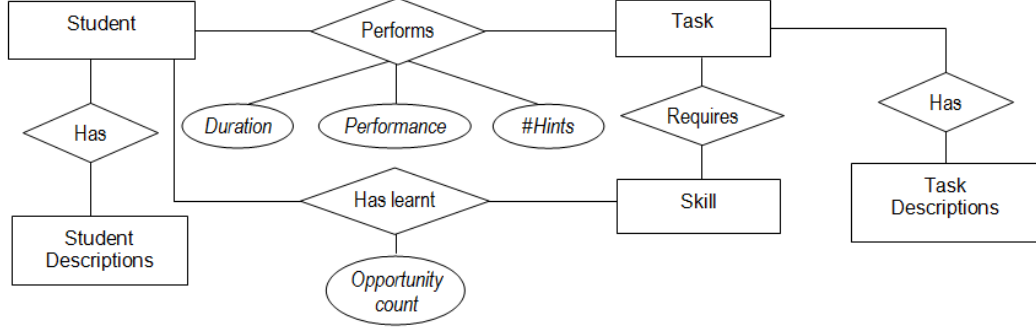 Student
Performs
Task
Has
Duration
Performance
#Hints
Requires
Has
Has learnt
Skill
Task
Descriptions
Student
Descriptions
Opportunity
count